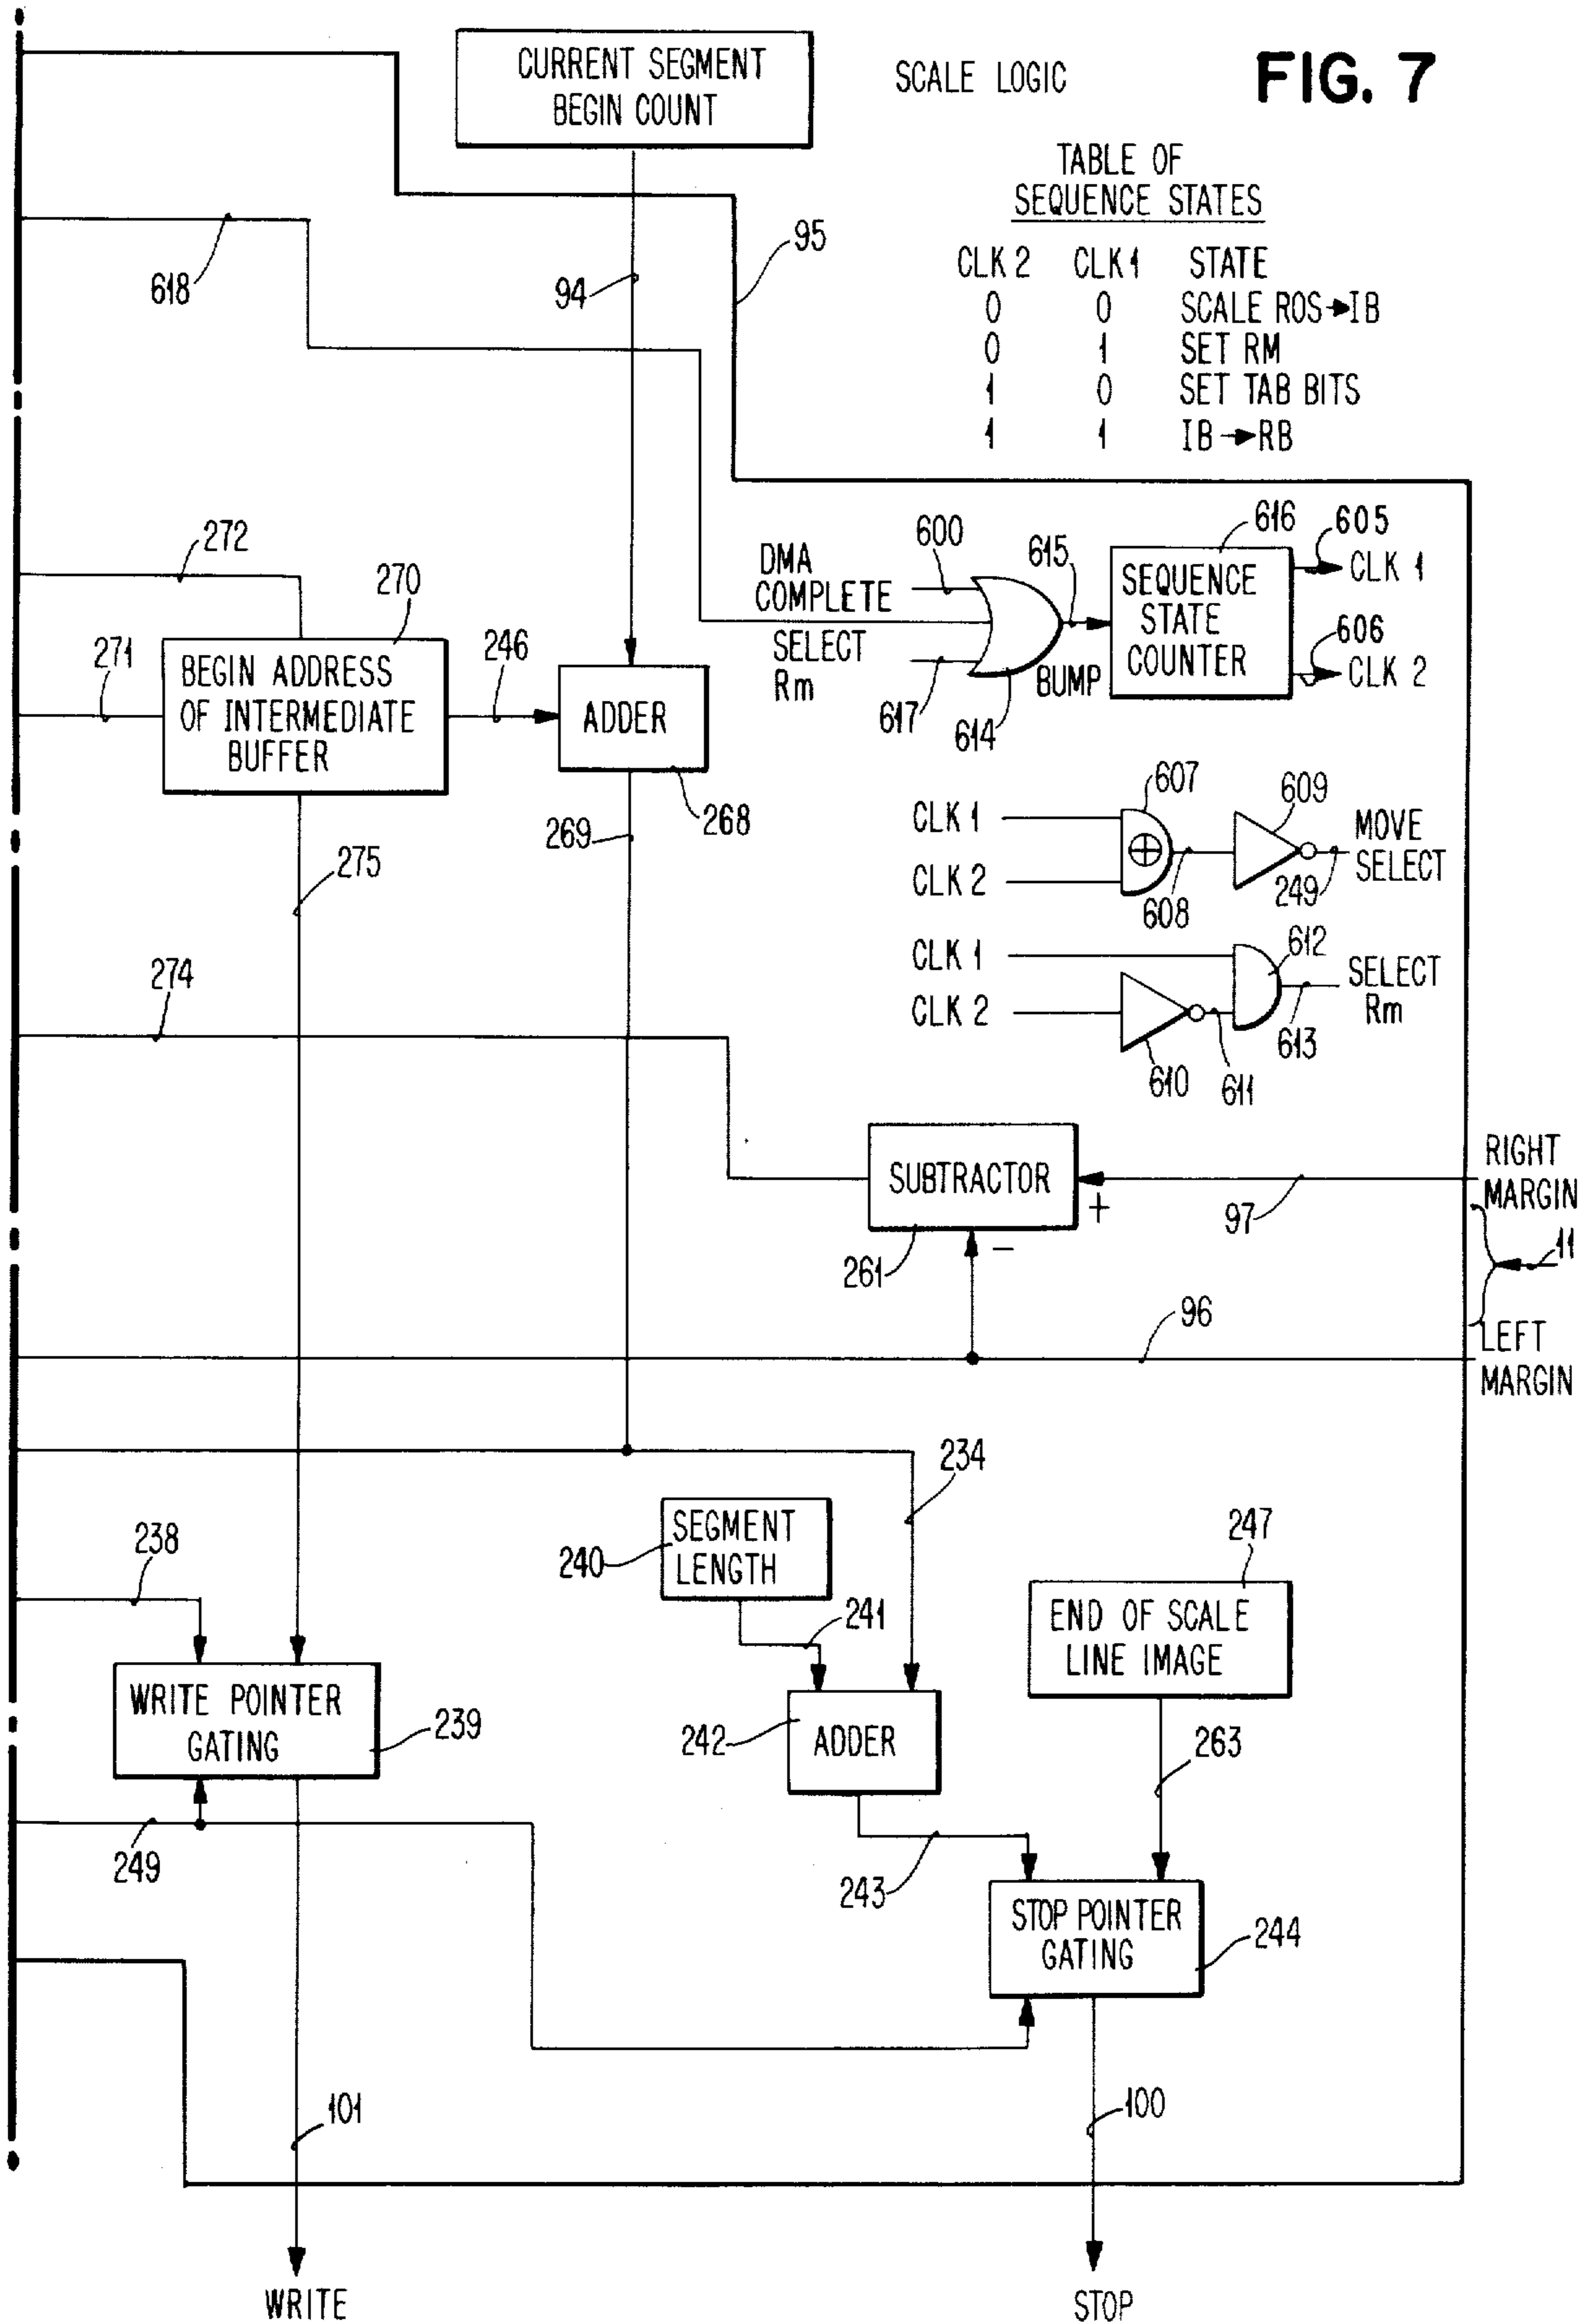 CURRENT SEGMENT
BEGIN COUNT
SCALE LOGIC
FIG. 7
TABLE OF
SEQUENCE STATES
CLK 2 CLK 1 STATE
0 0 SCALE ROS→IB
0 1 SET RM
1 0 SET TAB BITS
1 1 IB→RB
618
94
95
272
270
271
BEGIN ADDRESS
OF INTERMEDIATE
BUFFER
246
ADDER
268
269
275
DMA
COMPLETE
SELECT
Rm
600
617
614
615
BUMP
616
SEQUENCE
STATE
COUNTER
605
CLK 1
606
CLK 2
CLK 1
CLK 2
607
608
609
MOVE
SELECT
249
CLK 1
CLK 2
610
611
612
613
SELECT
Rm
274
SUBTRACTOR
261
+
−
97
RIGHT
MARGIN
11
96
LEFT
MARGIN
234
238
SEGMENT
LENGTH
240
241
247
END OF SCALE
LINE IMAGE
WRITE POINTER
GATING
239
242
ADDER
263
249
243
STOP POINTER
GATING
244
101
100
WRITE
STOP